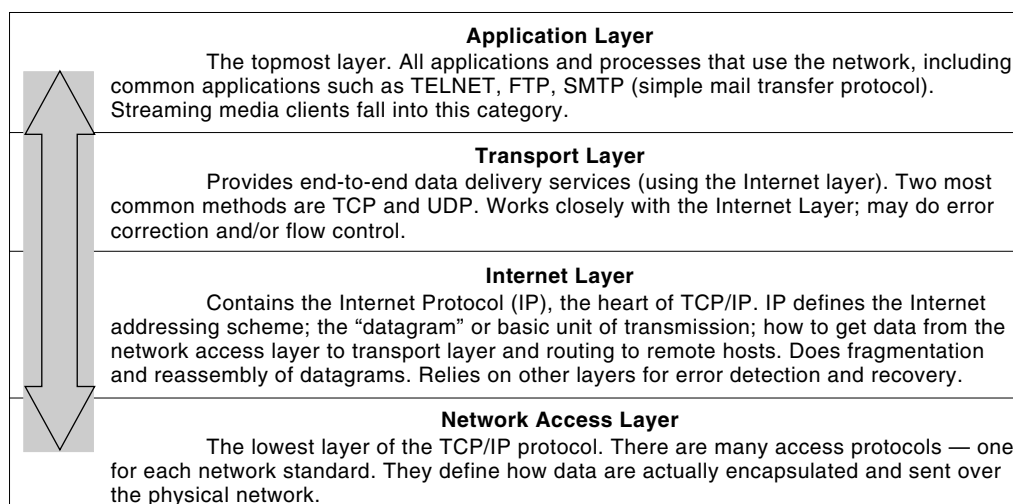 Application Layer
The topmost layer. All applications and processes that use the network, including
common applications such as TELNET, FTP, SMTP (simple mail transfer protocol).
Streaming media clients fall into this category.
Transport Layer
Provides end-to-end data delivery services (using the Internet layer). Two most
common methods are TCP and UDP. Works closely with the Internet Layer; may do error
correction and/or flow control.
Internet Layer
Contains the Internet Protocol (IP), the heart of TCP/IP. IP defines the Internet
addressing scheme; the “datagram” or basic unit of transmission; how to get data from the
network access layer to transport layer and routing to remote hosts. Does fragmentation
and reassembly of datagrams. Relies on other layers for error detection and recovery.
Network Access Layer
The lowest layer of the TCP/IP protocol. There are many access protocols — one
for each network standard. They define how data are actually encapsulated and sent over
the physical network.